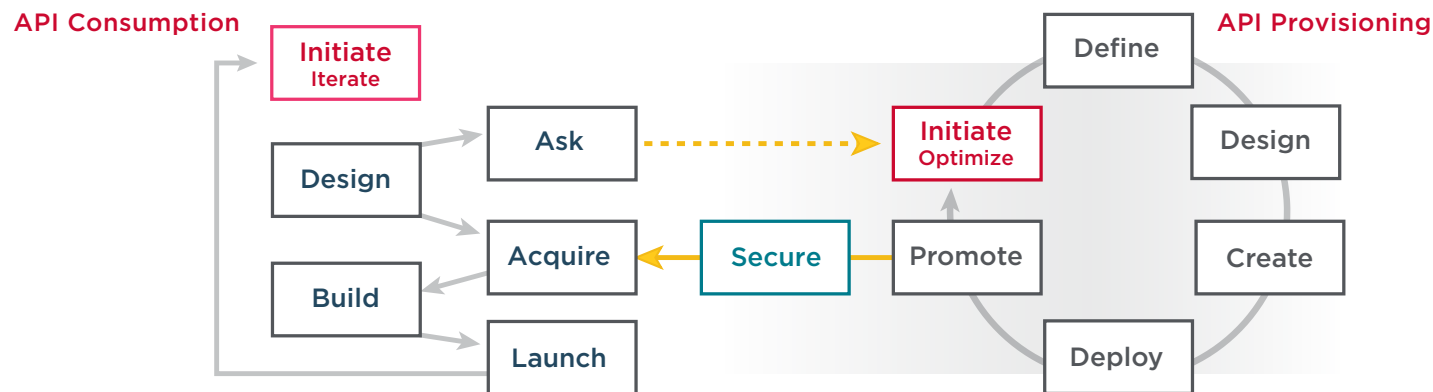 API Consumption
Initiate
Iterate
Design
Ask
Acquire
Build
Launch
Secure
API Provisioning
Define
Initiate
Optimize
Design
Promote
Create
Deploy